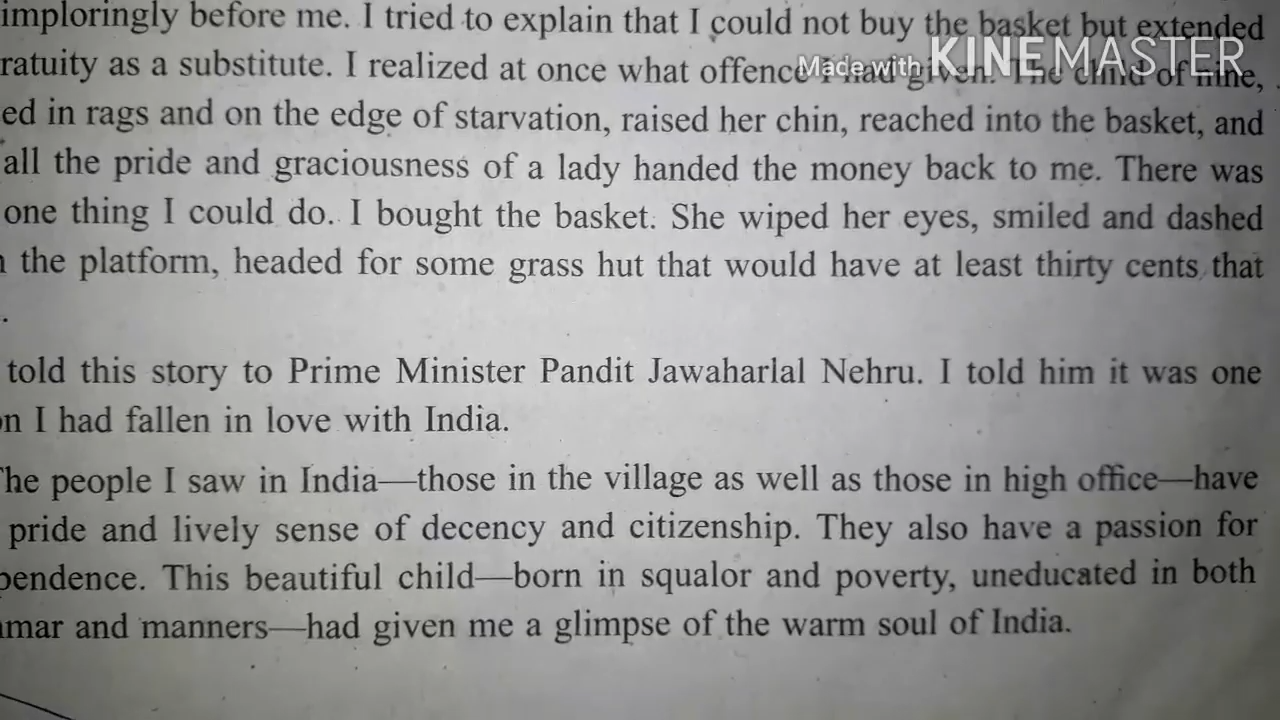 imploringly before me. I tried to explain that I could not buy the basket but extended
ratuity as a substitute. I realized at once what offence I had given. The child of nine,
ed in rags and on the edge of starvation, raised her chin, reached into the basket, and
all the pride and graciousness of a lady handed the money back to me. There was
one thing I could do. I bought the basket. She wiped her eyes, smiled and dashed
the platform, headed for some grass hut that would have at least thirty cents that
.
told this story to Prime Minister Pandit Jawaharlal Nehru. I told him it was one
n I had fallen in love with India.
he people I saw in India—those in the village as well as those in high office—have
pride and lively sense of decency and citizenship. They also have a passion for
pendence. This beautiful child—born in squalor and poverty, uneducated in both
mar and manners—had given me a glimpse of the warm soul of India.
Made with KINEMASTER